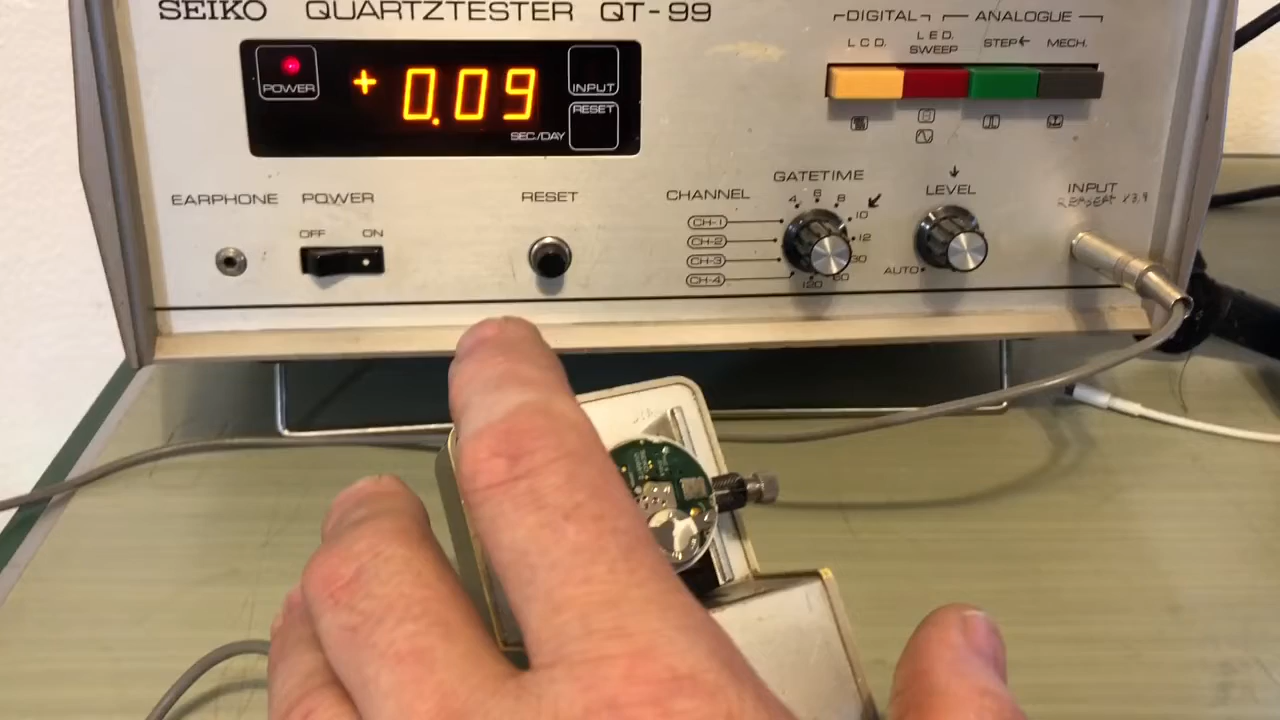 SEIKO QUARTZTESTER QT-99
DIGITAL ANALOGUE
L C D. L E D. SWEEP STEP← MECH.
POWER
+ 0.09
INPUT
RESET
SEC/DAY
EARPHONE POWER RESET
OFF ON
CHANNEL
CH-1
CH-2
CH-3
CH-4
GATETIME
4 6 8 10 12 30 60 120
LEVEL
AUTO
INPUT